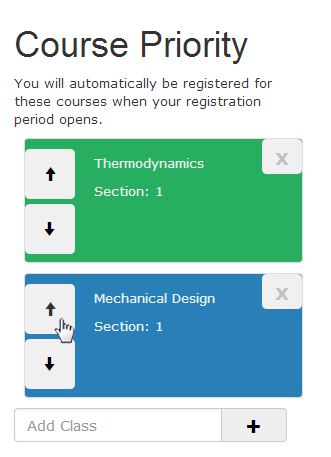 Course Priority
You will automatically be registered for
these courses when your registration
period opens.
Thermodynamics
x
Section: 1
Mechanical Design
x
Section: 1
Add Class
+